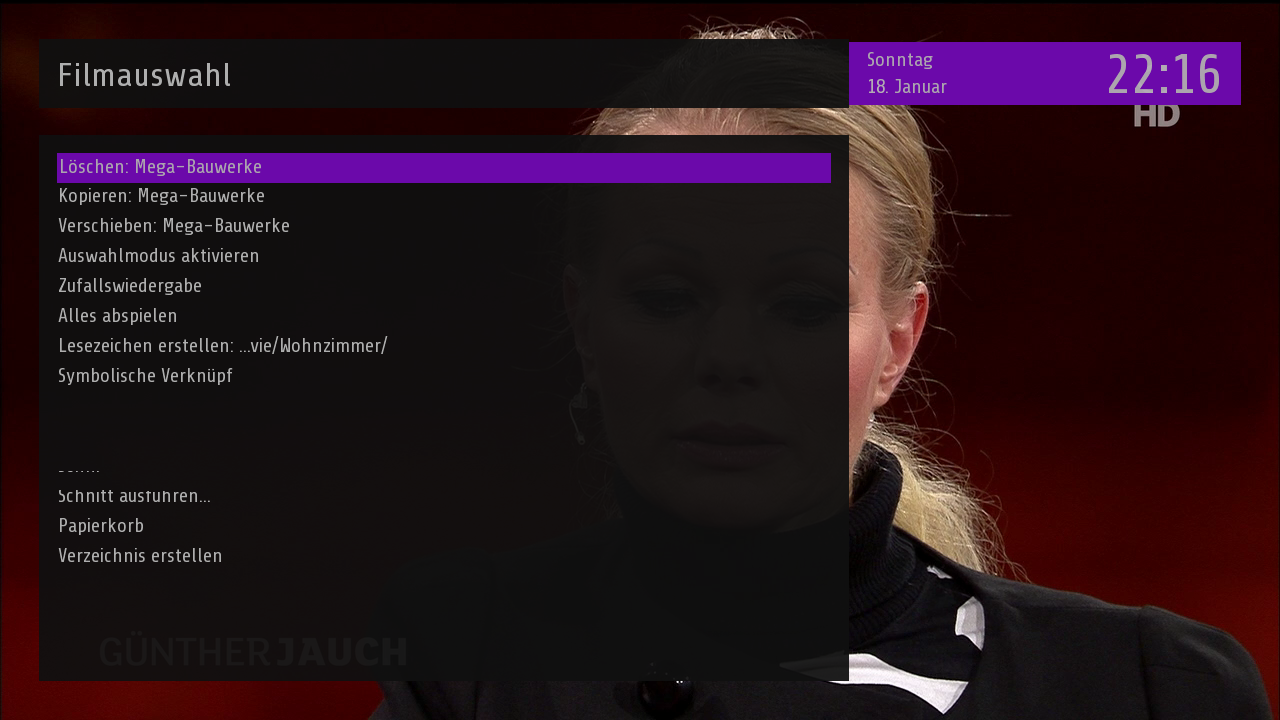 Filmauswahl
Sonntag
18. Januar
22:16
HD
Löschen: Mega-Bauwerke
Kopieren: Mega-Bauwerke
Verschieben: Mega-Bauwerke
Auswahlmodus aktivieren
Zufallswiedergabe
Alles abspielen
Lesezeichen erstellen: ...vie/Wohnzimmer/
Symbolische Verknüpf
Schnitt ausführen...
Papierkorb
Verzeichnis erstellen
GÜNTHER JAUCH